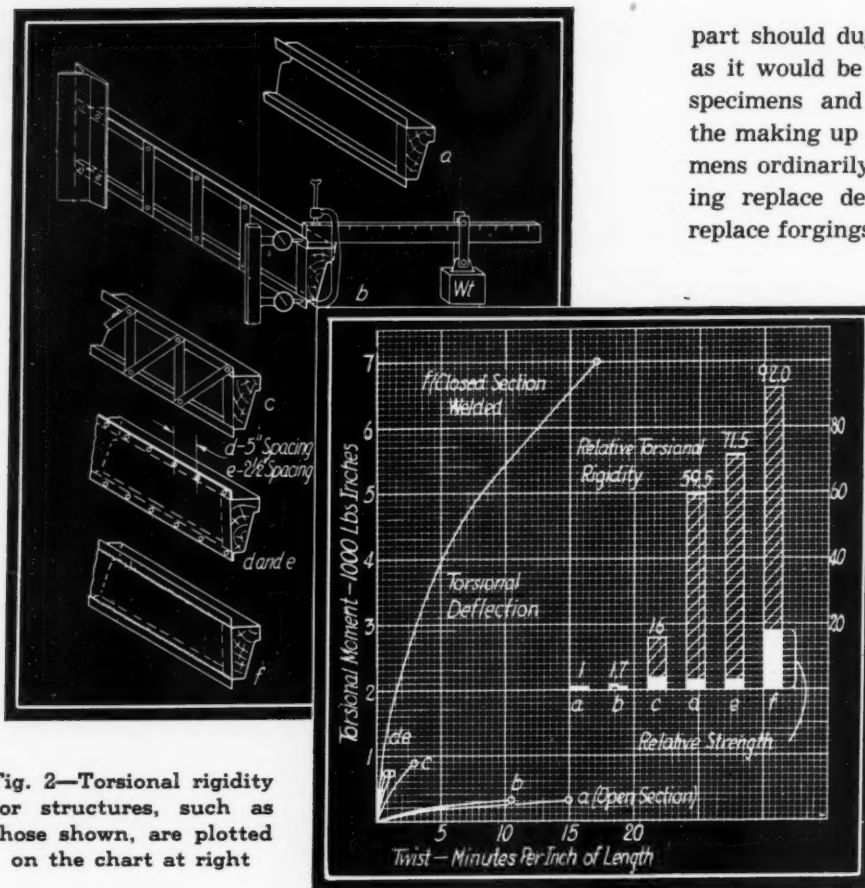 part should du
as it would be
specimens and
the making up
mens ordinarily
ing replace de
replace forgings
a
b
Wt
c
d-5" Spacing
e-2½" Spacing
d and e
f
7
6
5
4
3
2
1
Torsional Moment — 1000 Lbs Inches
f (Closed Section
Welded
Relative Torsional
Rigidity
Torsional
Deflection
1
1.7
16
59.5
71.5
92.0
a
b
c
d
e
f
80
60
40
20
Relative Strength
de
c
b
a (Open Section)
5
10
15
20
Twist — Minutes Per Inch of Length
Fig. 2—Torsional rigidity
for structures, such as
those shown, are plotted
on the chart at right